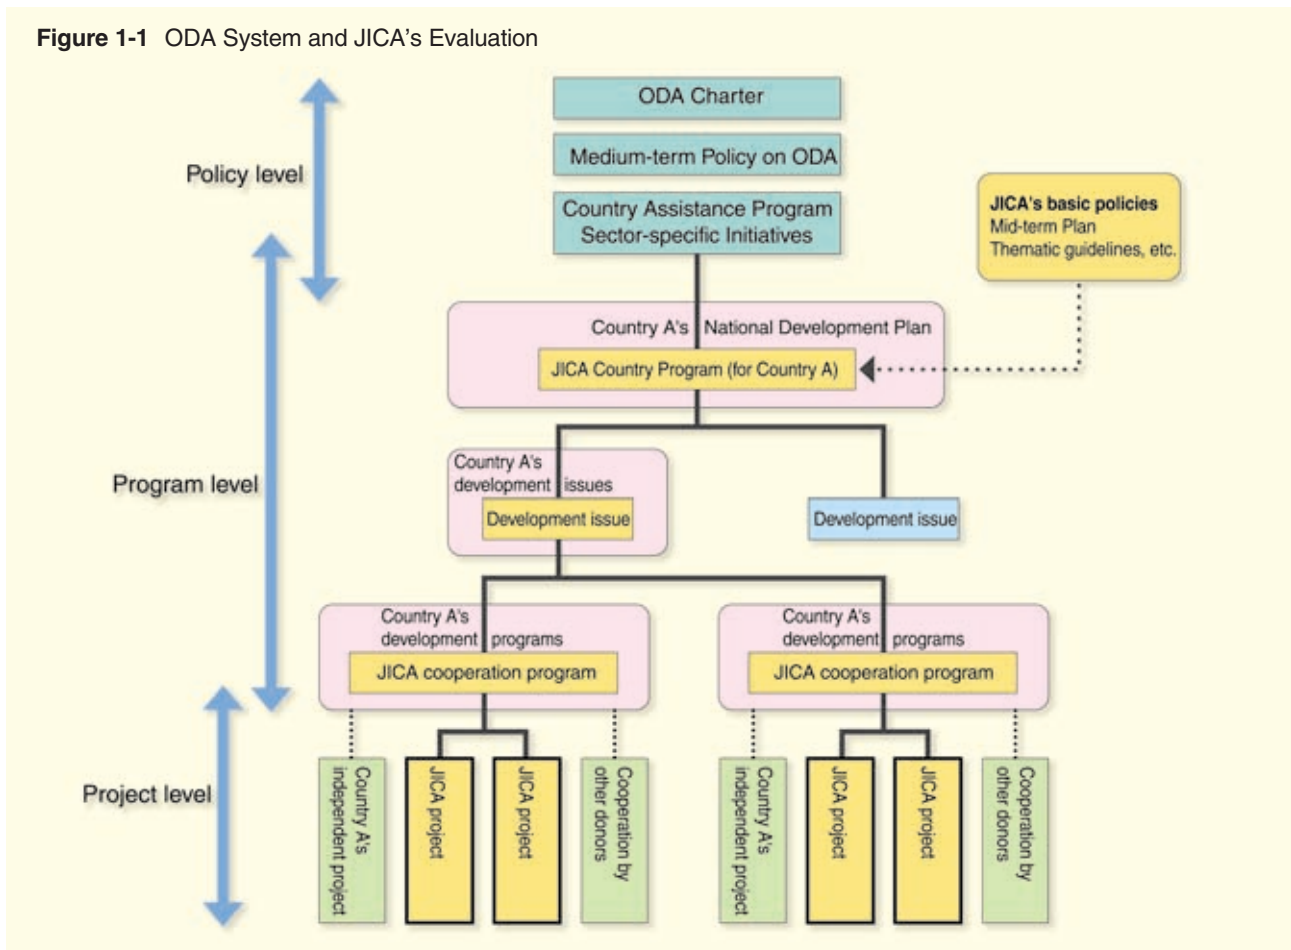 Figure 1-1 ODA System and JICA's Evaluation
ODA Charter
Medium-term Policy on ODA
Policy level
Country Assistance Program
Sector-specific Initiatives
JICA's basic policies
Mid-term Plan
Thematic guidelines, etc.
Country A's National Development Plan
JICA Country Program (for Country A)
Program level
Country A's
development issues
Development issue
Development issue
Country A's
development programs
JICA cooperation program
Country A's
development programs
JICA cooperation program
Project level
Country A's
independent project
JICA project
JICA project
Cooperation by
other donors
Country A's
independent project
JICA project
JICA project
Cooperation by
other donors